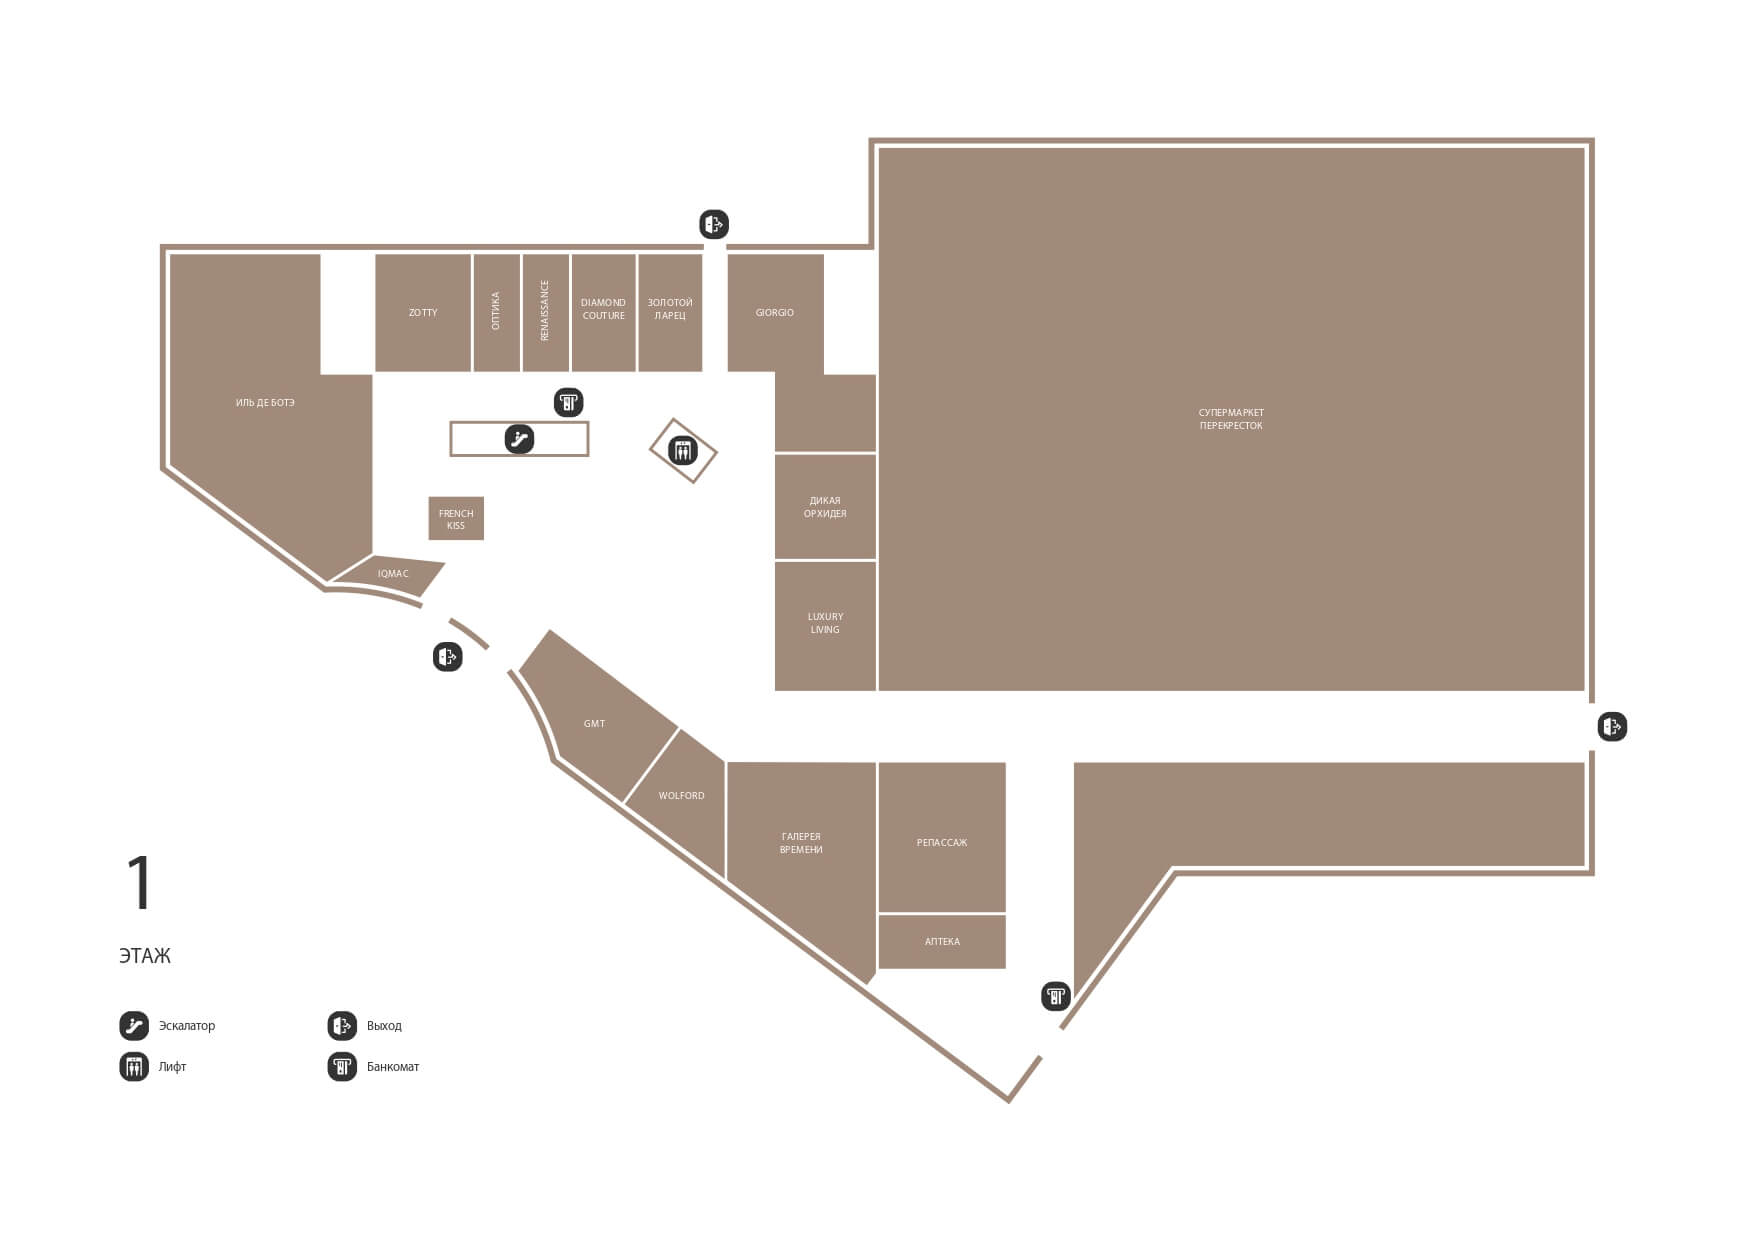 СУПЕРМАРКЕТ
ПЕРЕКРЕСТОК
ZOTTY
ОПТИКА
RENAISSANCE
DIAMOND
COUTURE
ЗОЛОТОЙ
ЛАРЕЦ
GIORGIO
ИЛЬ ДЕ БОТЭ
FRENCH
KISS
ДИКАЯ
ОРХИДЕЯ
IQMAC
LUXURY
LIVING
GMT
WOLFORD
ГАЛЕРЕЯ
ВРЕМЕНИ
РЕПАССАЖ
АПТЕКА
1
ЭТАЖ
Эскалатор
Выход
Лифт
Банкомат